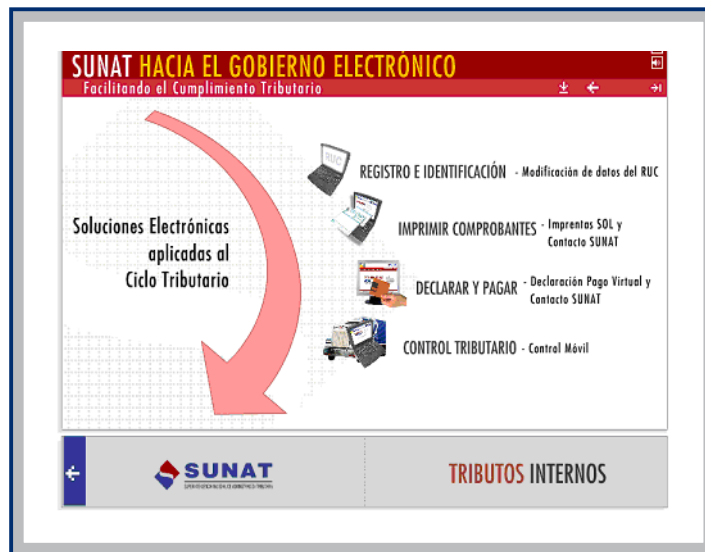 SUNAT HACIA EL GOBIERNO ELECTRÓNICO
Facilitando el Cumplimiento Tributario
RUC
REGISTRO E IDENTIFICACIÓN - Modificación de datos del RUC
Soluciones Electrónicas
aplicadas al
Ciclo Tributario
IMPRIMIR COMPROBANTES - Imprentas SOL y
Contacto SUNAT
DECLARAR Y PAGAR - Declaración Pago Virtual y
Contacto SUNAT
CONTROL TRIBUTARIO - Control Móvil
SUNAT
TRIBUTOS INTERNOS